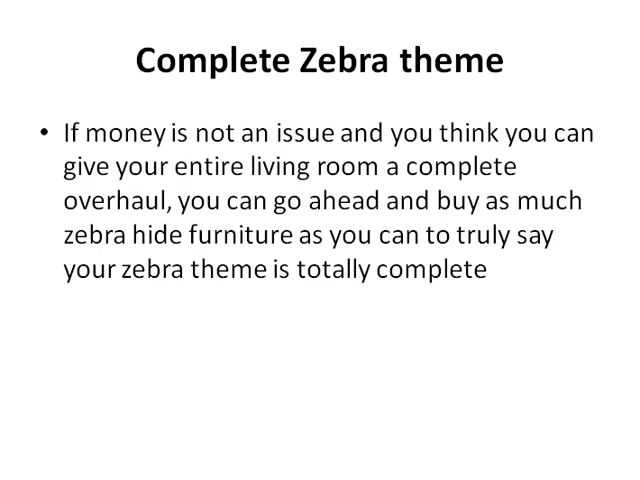 Complete Zebra theme
• If money is not an issue and you think you can
give your entire living room a complete
overhaul, you can go ahead and buy as much
zebra hide furniture as you can to truly say
your zebra theme is totally complete